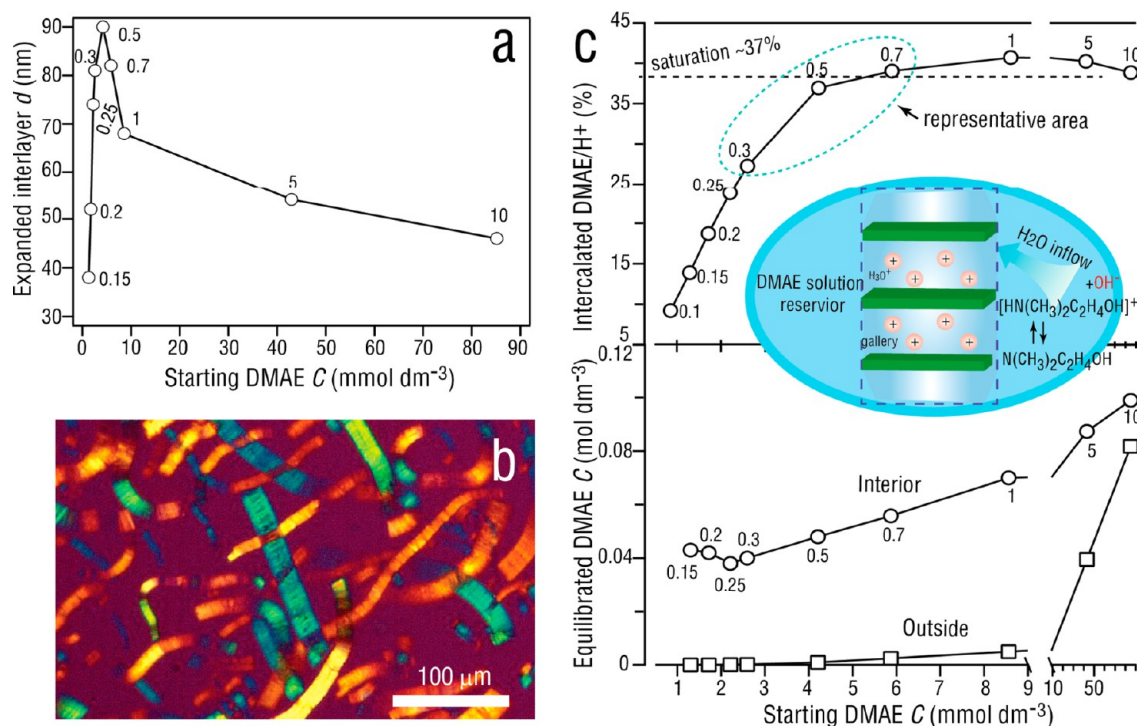 a
Expanded interlayer d (nm)
90
80
70
60
50
40
30
0.5
0.3
0.7
0.25
1
0.2
5
10
0.15
0 10 20 30 40 50 60 70 80 90
Starting DMAE C (mmol dm⁻³)
b
100 μm
c
Intercalated DMAE/H+ (%)
45
35
25
15
5
saturation ~37%
1
5
10
0.5
0.7
representative area
0.3
0.25
0.2
0.15
0.1
DMAE solution
reservior
H₃O⁺
+ +
+ +
gallery
+ +
+ +
H2O inflow
+OH⁻
[HN(CH₃)₂C₂H₄OH]⁺
N(CH₃)₂C₂H₄OH
Equilibrated DMAE C (mol dm⁻³)
0.12
0.08
0.04
0
10
5
Interior
1
0.7
0.5
0.3
0.2
0.15
0.25
Outside
1 2 3 4 5 6 7 8 9 10 50
Starting DMAE C (mmol dm⁻³)